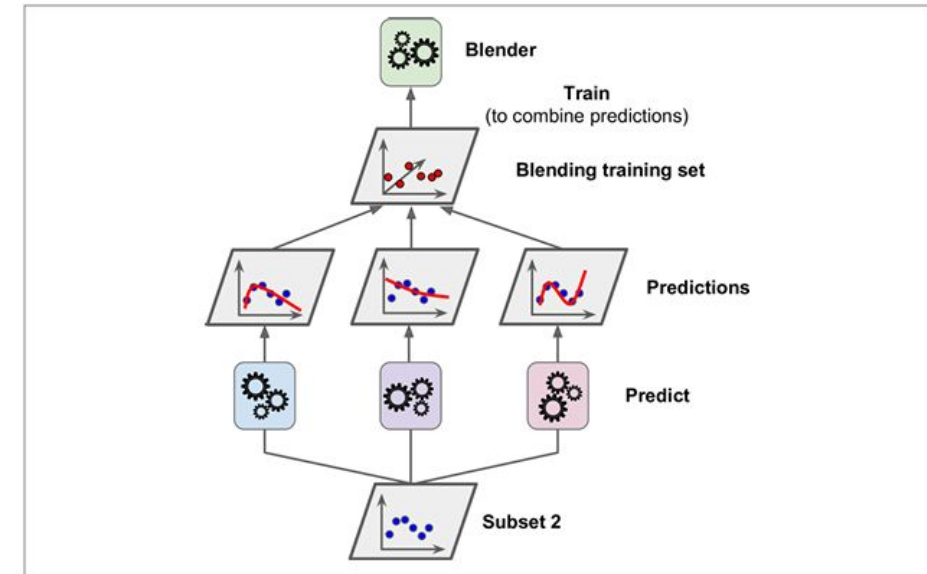 Blender
Train
(to combine predictions)
Blending training set
Predictions
Predict
Subset 2